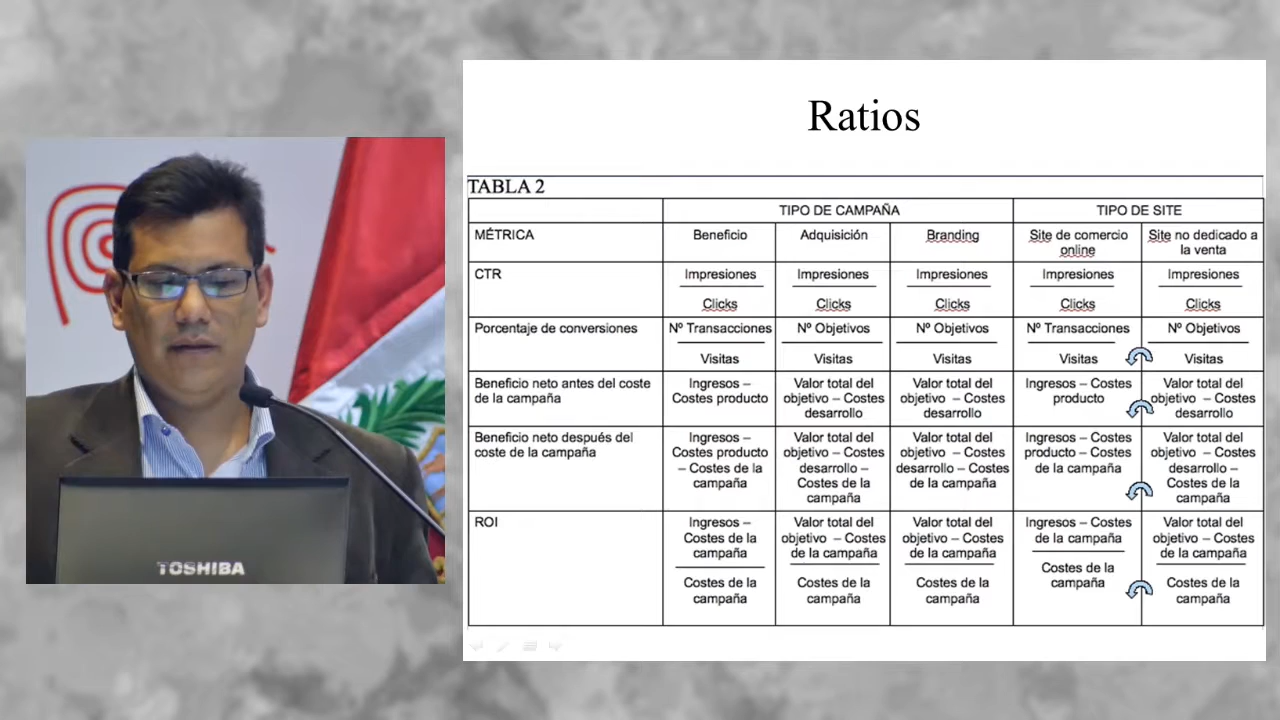 Ratios
TABLA 2
TIPO DE CAMPAÑA
TIPO DE SITE
MÉTRICA
Beneficio
Adquisición
Branding
Site de comercio
online
Site no dedicado a
la venta
CTR
Impresiones
Clicks
Impresiones
Clicks
Impresiones
Clicks
Impresiones
Clicks
Impresiones
Clicks
Porcentaje de conversiones
Nº Transacciones
Visitas
Nº Objetivos
Visitas
Nº Objetivos
Visitas
Nº Transacciones
Visitas
Nº Objetivos
Visitas
Beneficio neto antes del coste
de la campaña
Ingresos –
Costes producto
Valor total del
objetivo – Costes
desarrollo
Valor total del
objetivo – Costes
desarrollo
Ingresos – Costes
producto
Valor total del
objetivo – Costes
desarrollo
Beneficio neto después del
coste de la campaña
Ingresos –
Costes producto
– Costes de la
campaña
Valor total del
objetivo – Costes
desarrollo –
Costes de la
campaña
Valor total del
objetivo – Costes
desarrollo – Costes
de la campaña
Ingresos – Costes
producto – Costes
de la campaña
Valor total del
objetivo – Costes
desarrollo –
Costes de la
campaña
ROI
Ingresos –
Costes de la
campaña
Costes de la
campaña
Valor total del
objetivo – Costes
de la campaña
Costes de la
campaña
Valor total del
objetivo – Costes
de la campaña
Costes de la
campaña
Ingresos – Costes
de la campaña
Costes de la
campaña
Valor total del
objetivo – Costes
de la campaña
Costes de la
campaña
TOSHIBA